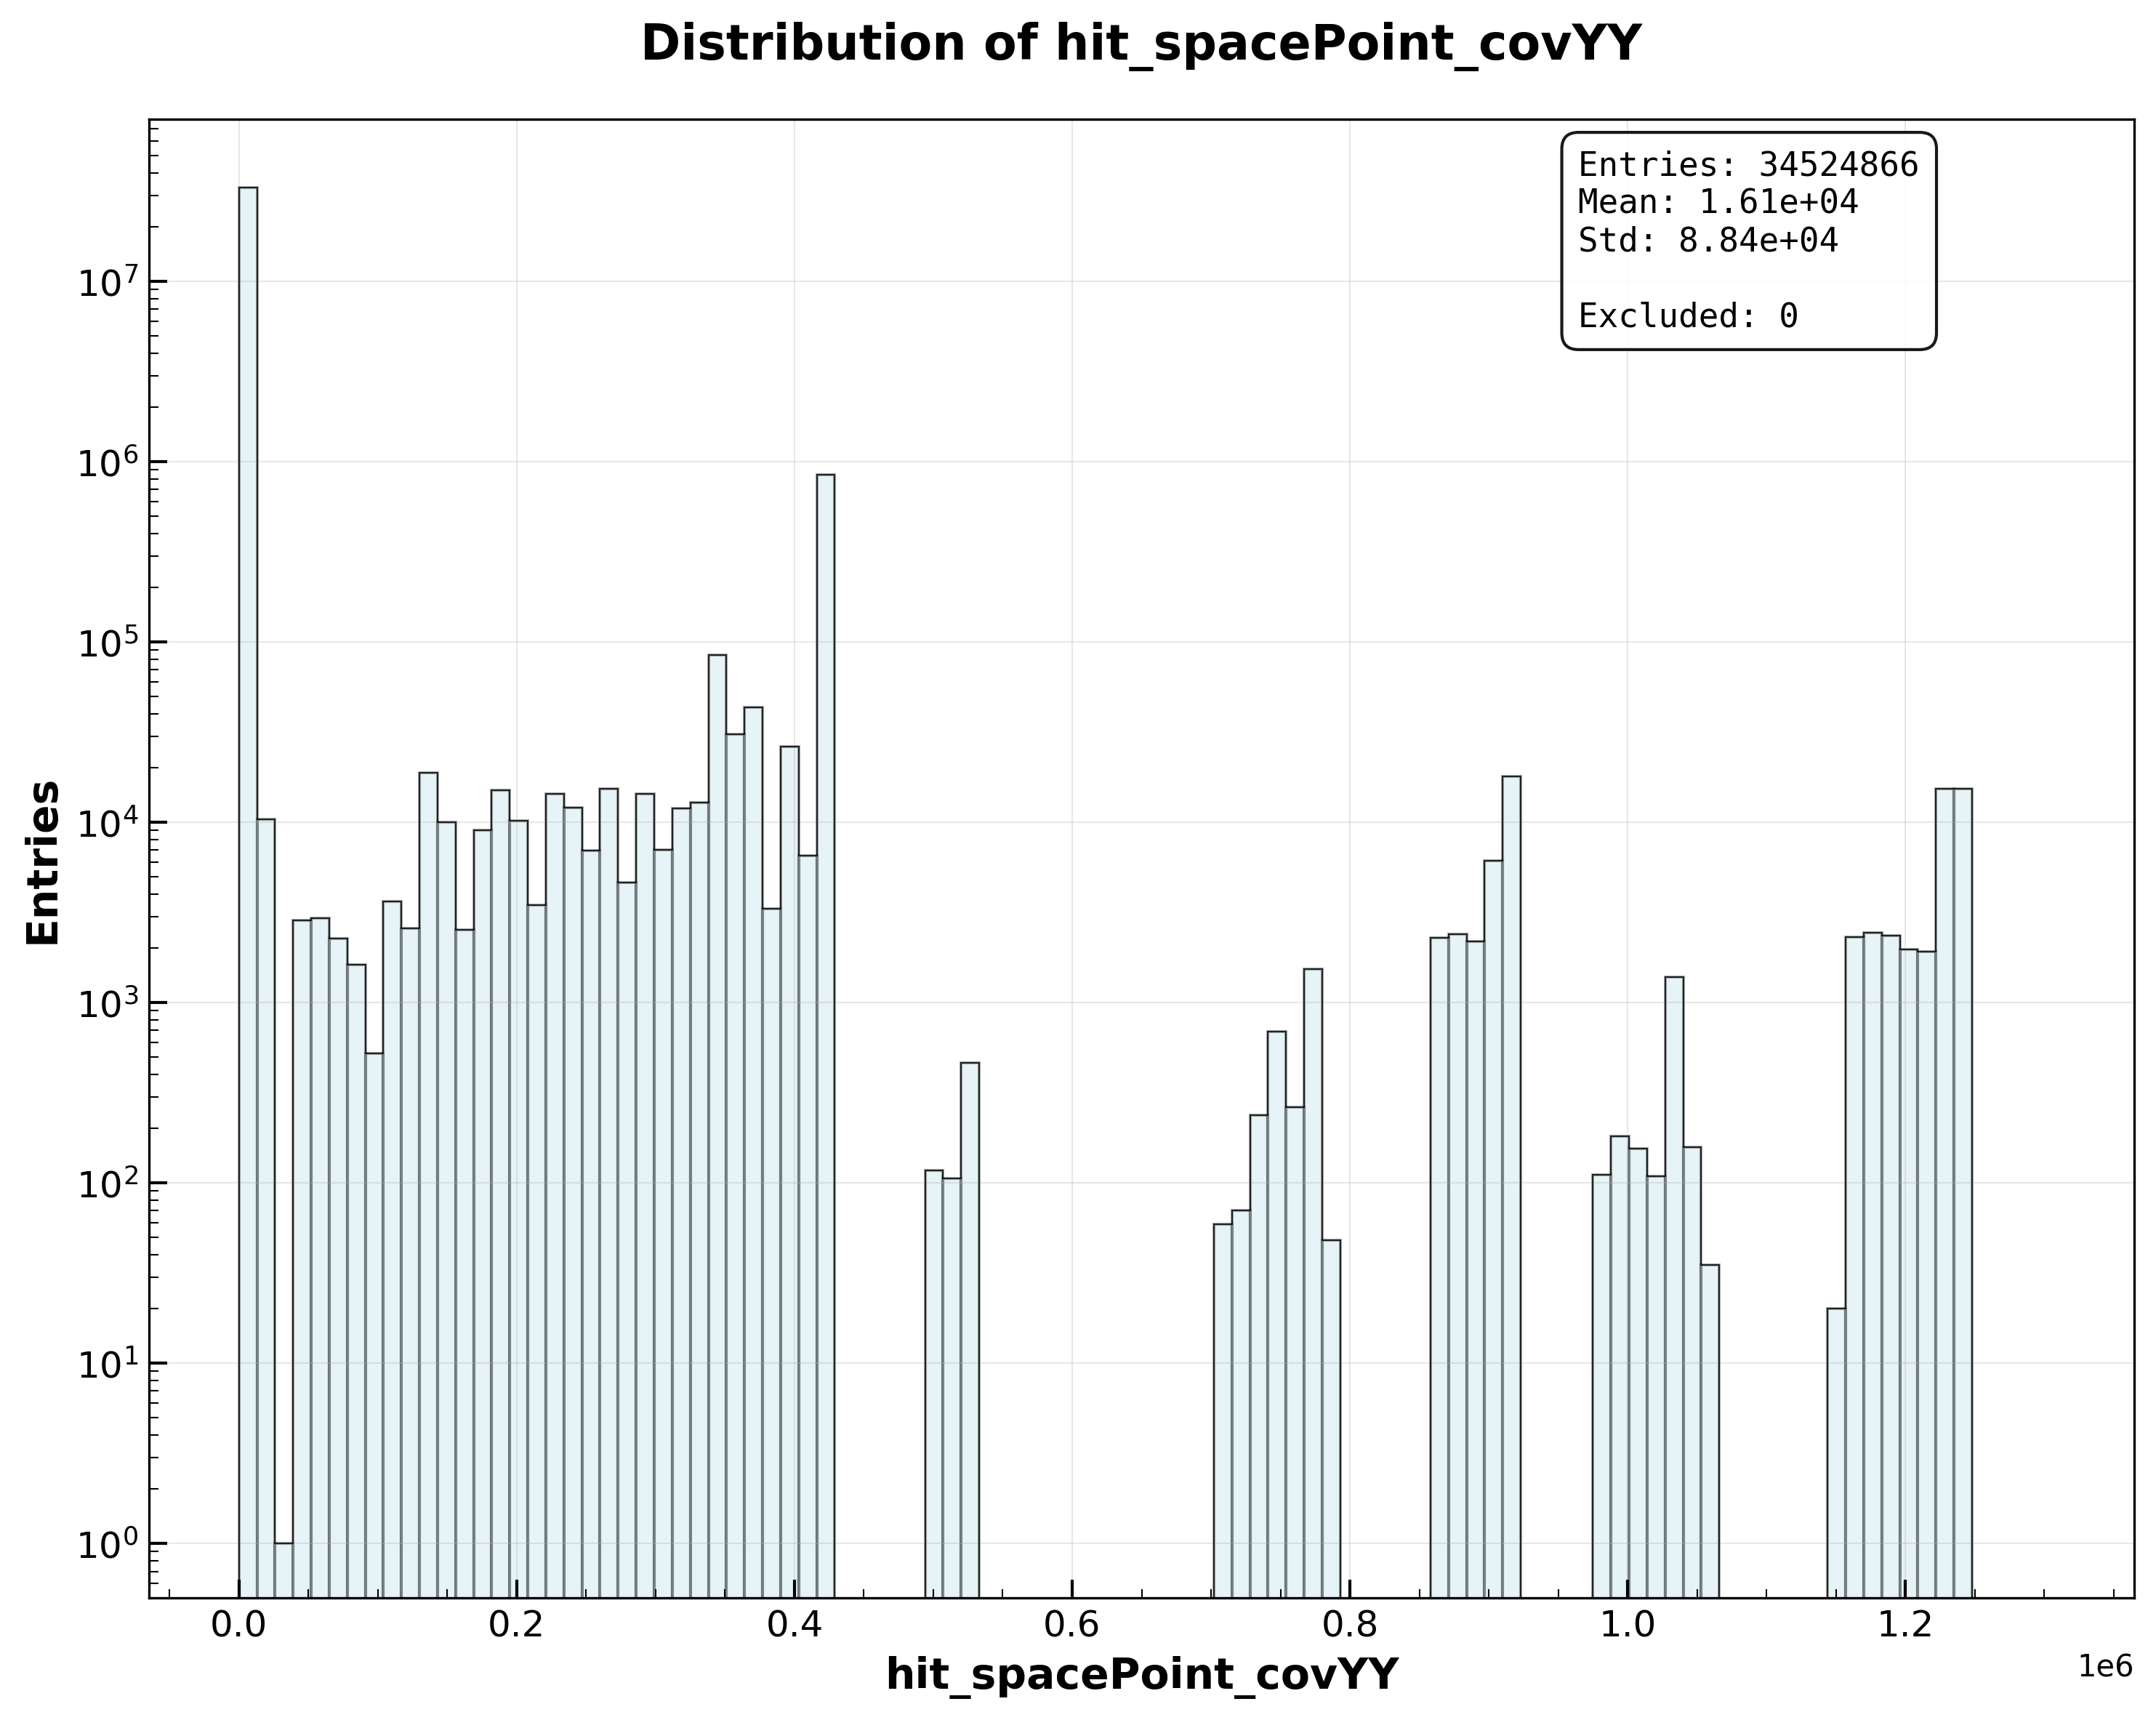 Distribution of hit_spacePoint_covYY
Entries: 34524866
Mean: 1.61e+04
Std: 8.84e+04
Excluded: 0
Entries
10^7
10^6
10^5
10^4
10^3
10^2
10^1
10^0
0.0 0.2 0.4 0.6 0.8 1.0 1.2
1e6
hit_spacePoint_covYY